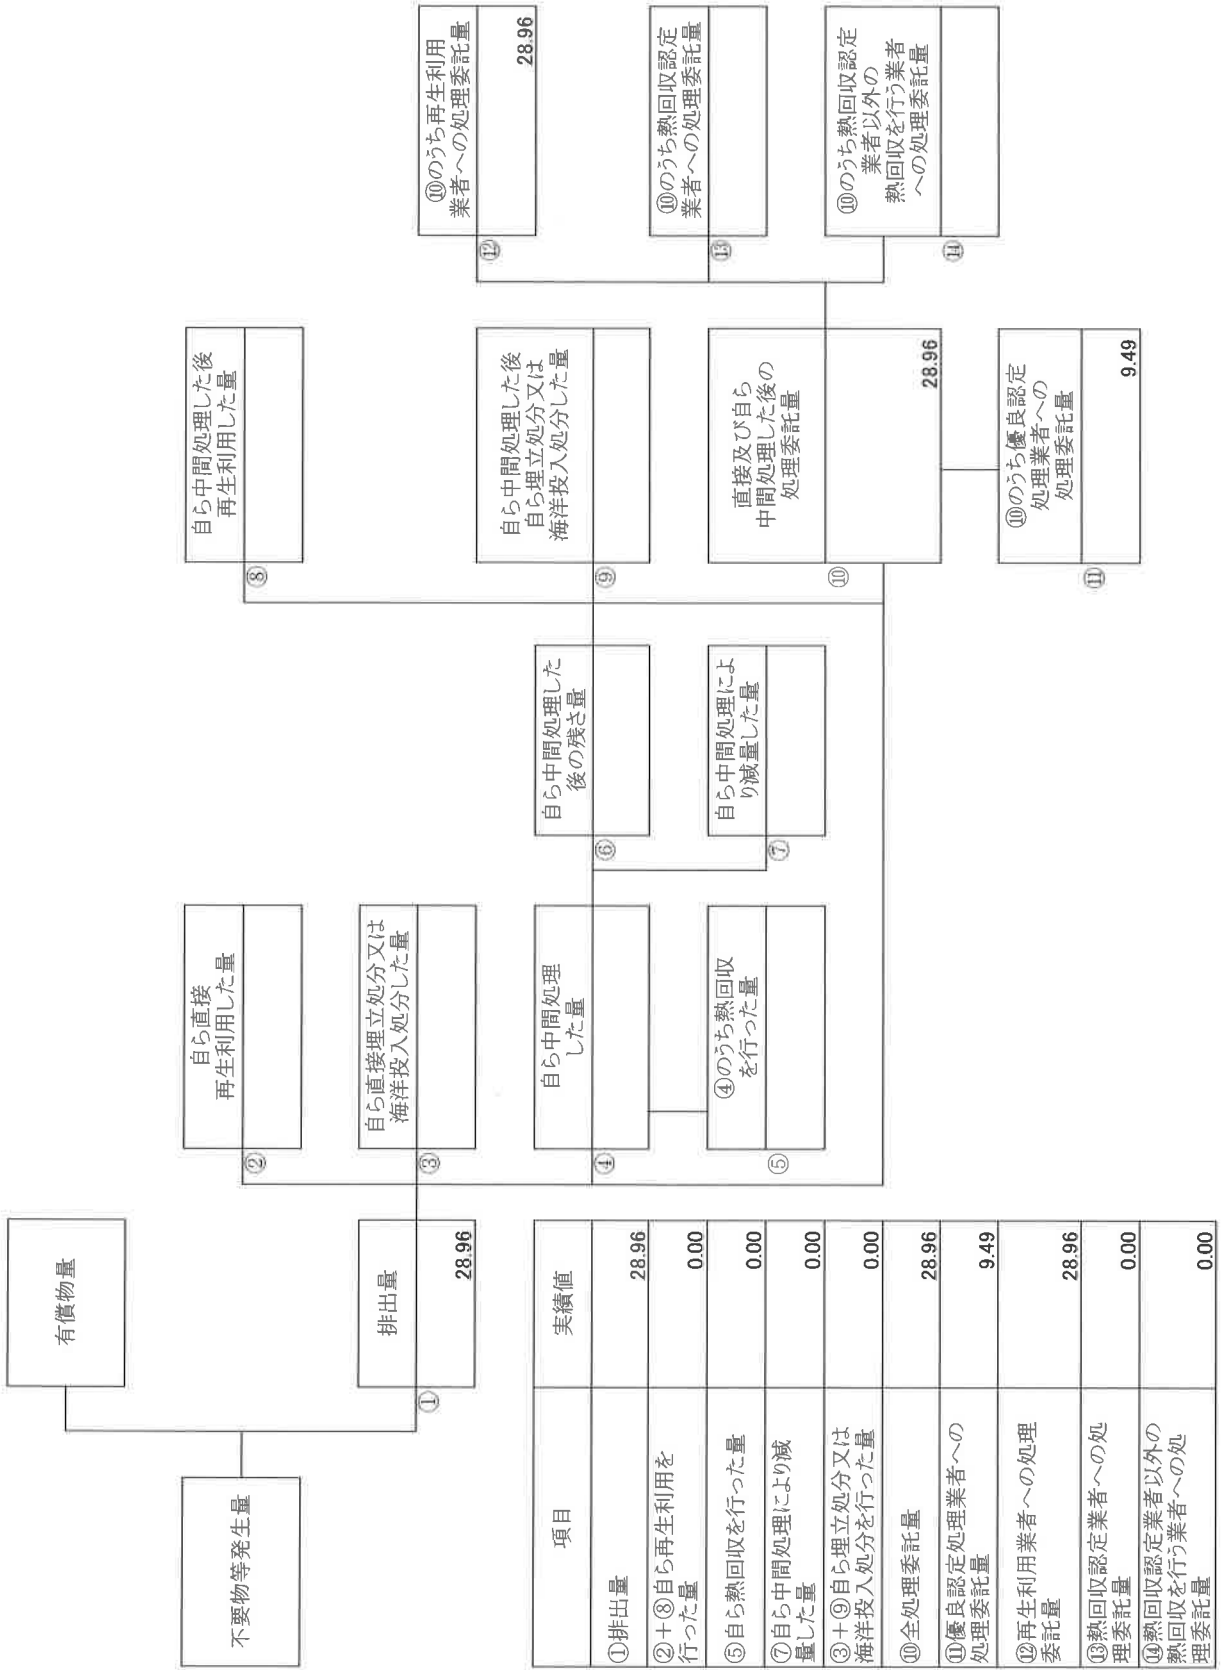 不要物等発生量
有償物量
①
排出量
28.96
②
自ら直接
再生利用した量
③
自ら直接埋立処分又は
海洋投入処分した量
④
自ら中間処理
した量
⑤
④のうち熱回収
を行った量
⑥
自ら中間処理した
後の残さ量
⑦
自ら中間処理によ
り減量した量
⑧
自ら中間処理した後
再生利用した量
⑨
自ら中間処理した後
自ら埋立処分又は
海洋投入処分した量
⑩
直接及び自ら
中間処理した後の
処理委託量
28.96
⑪
⑩のうち優良認定
処理業者への
処理委託量
9.49
⑫
⑩のうち再生利用
業者への処理委託量
28.96
⑬
⑩のうち熱回収認定
業者への処理委託量
⑭
⑩のうち熱回収認定
業者以外の
熱回収を行う業者
への処理委託量
項目 実績値
①排出量 28.96
②+⑧自ら再生利用を
行った量 0.00
⑤自ら熱回収を行った量 0.00
⑦自ら中間処理により減
量した量 0.00
③+⑨自ら埋立処分又は
海洋投入処分を行った量 0.00
⑩全処理委託量 28.96
⑪優良認定処理業者への
処理委託量 9.49
⑫再生利用業者への処理
委託量 28.96
⑬熱回収認定業者への処
理委託量 0.00
⑭熱回収認定業者以外の
熱回収を行う業者への処
理委託量 0.00